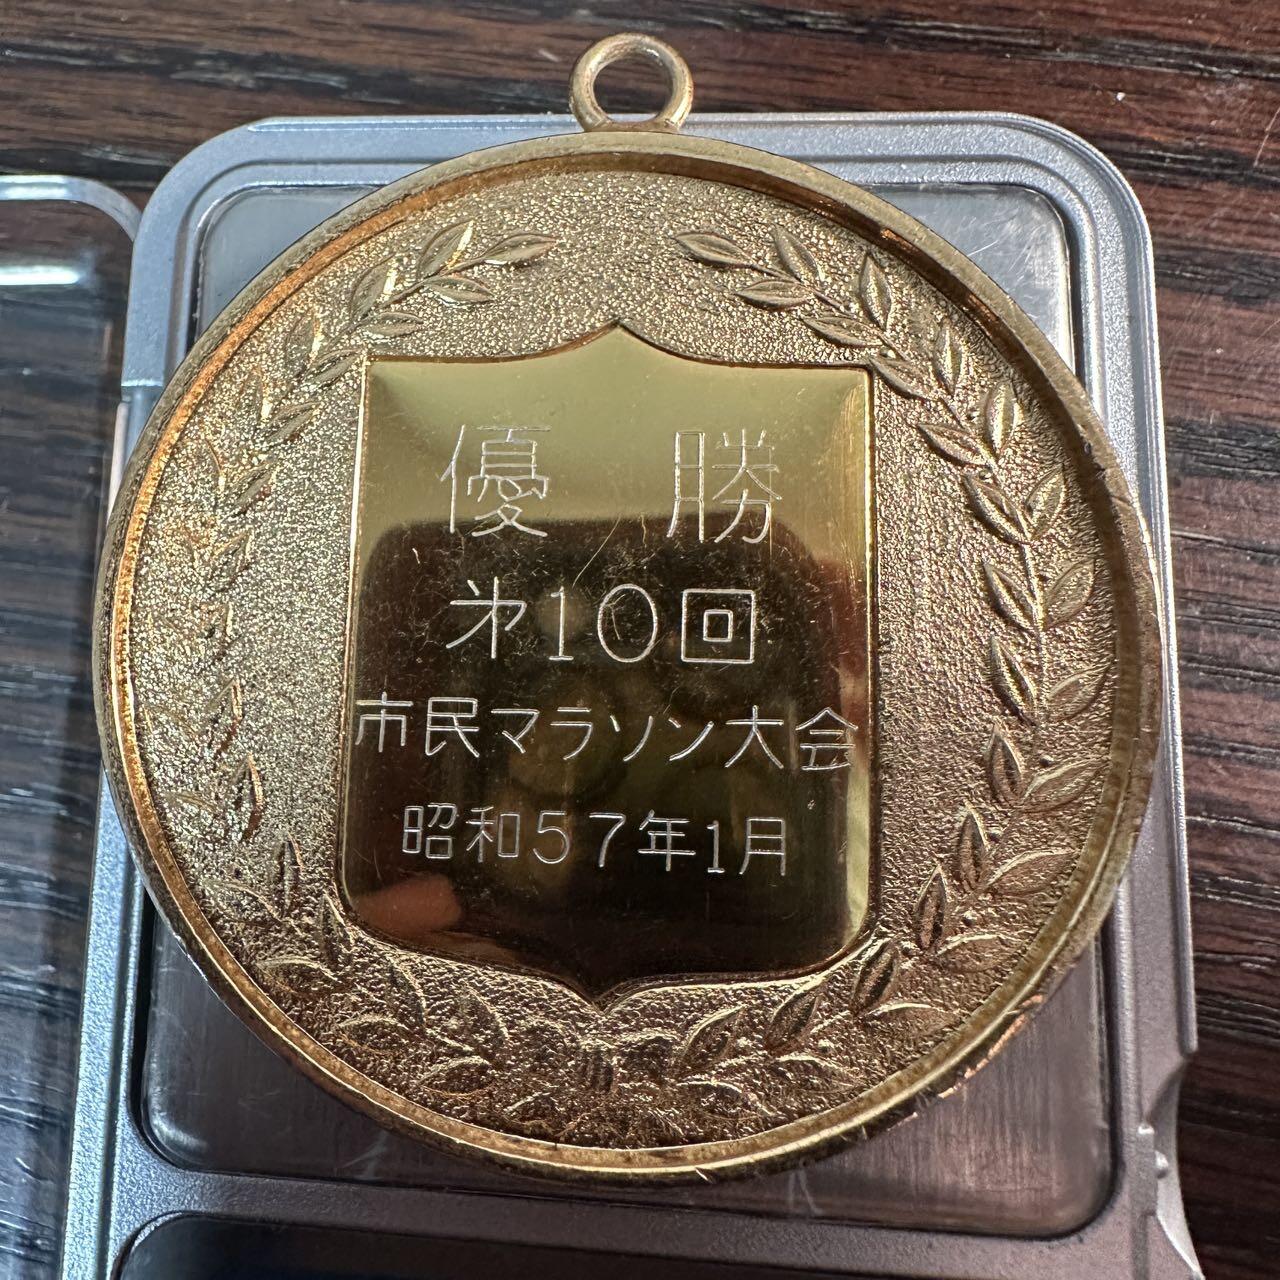 優勝
㐧10回
市民マラソン大会
昭和57年1月